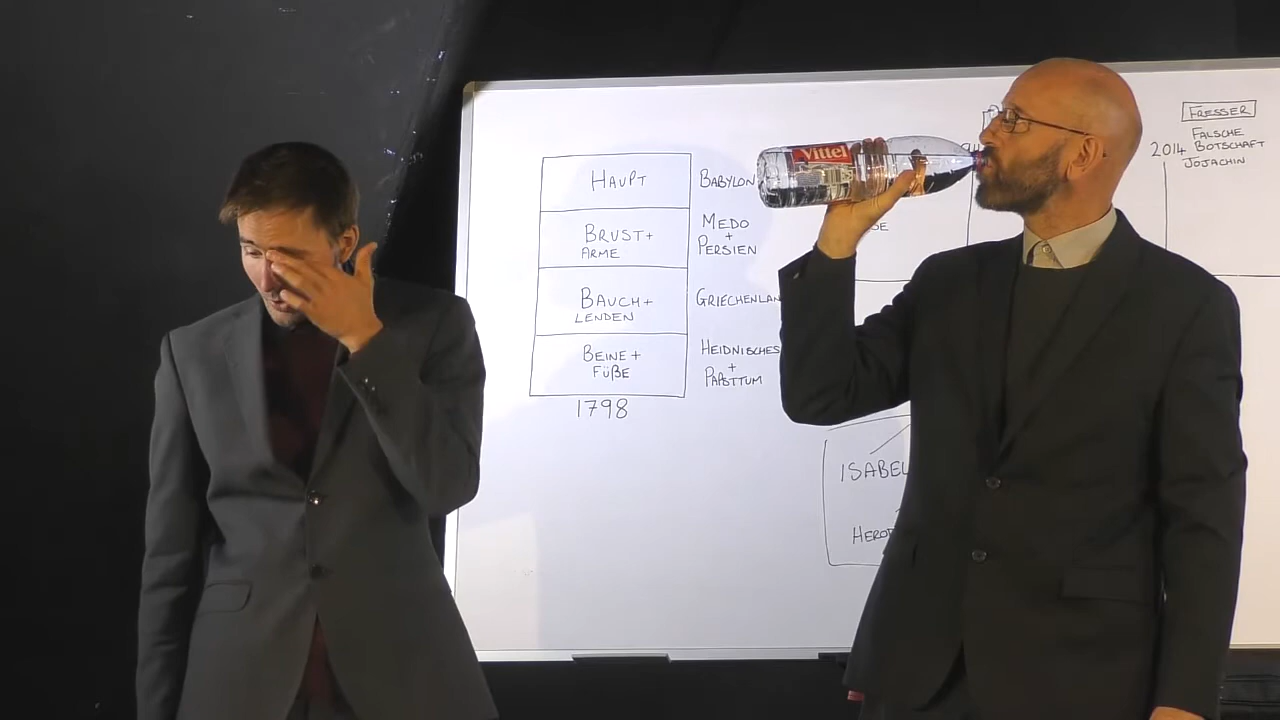 HAUPT
BABYLON
BRUST +
ARME
MEDO
+
PERSIEN
BAUCH +
LENDEN
GRIECHENLAN
BEINE +
FÜßE
HEIDNISCHES
+
PAPSTTUM
1798
Vittel
ISABEL
HEROD
FRESSER
2014
FALSCHE
BOTSCHAFT
JOJACHIN